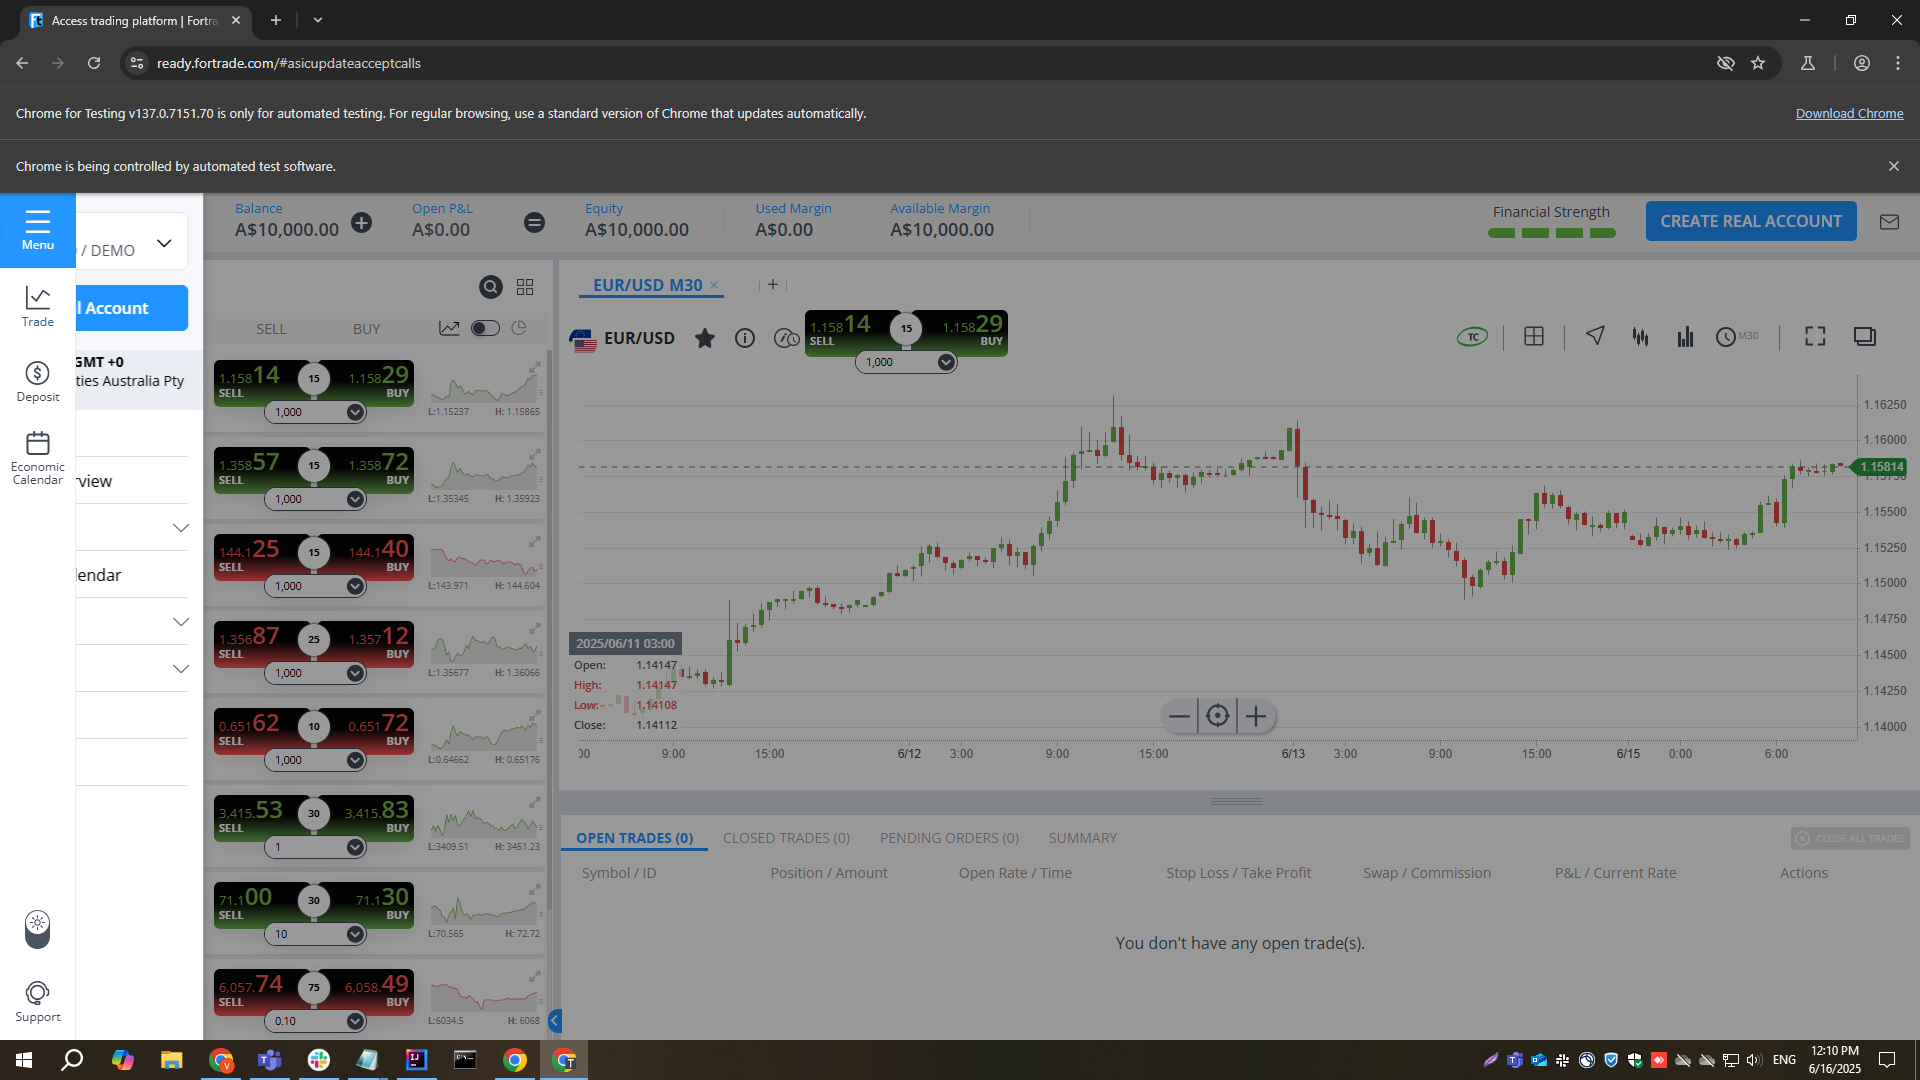 Access trading platform | Fortra
ready.fortrade.com/#asicupdateacceptcalls
Chrome for Testing v137.0.7151.70 is only for automated testing. For regular browsing, use a standard version of Chrome that updates automatically.
Download Chrome
Chrome is being controlled by automated test software.
Menu
/ DEMO
l Account
GMT +0
ties Australia Pty
rview
lendar
Trade
Deposit
Economic
Calendar
Support
Balance
A$10,000.00
Open P&L
A$0.00
Equity
A$10,000.00
Used Margin
A$0.00
Available Margin
A$10,000.00
Financial Strength
CREATE REAL ACCOUNT
SELL BUY
1.15814 15 1.15829
SELL BUY
1,000
L:1.15237 H: 1.15865
1.35857 15 1.35872
SELL BUY
1,000
L:1.35345 H: 1.35923
144.125 15 144.140
SELL BUY
1,000
L:143.971 H: 144.604
1.35687 25 1.35712
SELL BUY
1,000
L:1.35677 H: 1.36066
0.65162 10 0.65172
SELL BUY
1,000
L:0.64662 H: 0.65176
3,415.53 30 3,415.83
SELL BUY
1
L:3409.51 H: 3451.23
71.100 30 71.130
SELL BUY
10
L:70.565 H: 72.72
6,057.74 75 6,058.49
SELL BUY
0.10
L:6034.5 H: 6068
EUR/USD M30
EUR/USD
1.15814 15 1.15829
SELL BUY
1,000
TC
M30
1.16250
1.16000
1.15814
1.15750
1.15500
1.15250
1.15000
1.14750
1.14500
1.14250
1.14000
2025/06/11 03:00
Open: 1.14147
High: 1.14147
Low: 1.14108
Close: 1.14112
00 9:00 15:00 6/12 3:00 9:00 15:00 6/13 3:00 9:00 15:00 6/15 0:00 6:00
OPEN TRADES (0) CLOSED TRADES (0) PENDING ORDERS (0) SUMMARY
CLOSE ALL TRADES
Symbol / ID Position / Amount Open Rate / Time Stop Loss / Take Profit Swap / Commission P&L / Current Rate Actions
You don't have any open trade(s).
ENG
12:10 PM
6/16/2025